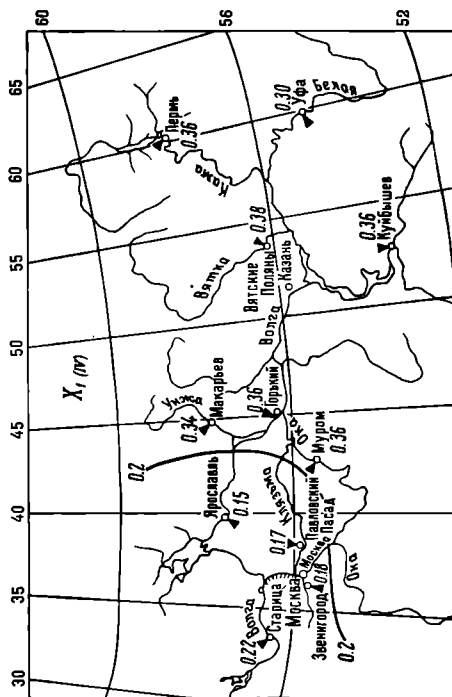 60
56
52
65
60
55
50
45
40
35
30
X₁ (IV)
Пермь
0.36
Кама
Уфа
0.30
Белая
Вятка
Вятские
Поляны
0.38
Казань
Куйбышев
0.36
Волга
Унжа
Макарьев
0.34
Горький
0.36
Ока
Муром
0.36
0.2
Ярославль
0.15
Клязьма
Павловский
Посад
0.17
Москва
Москва
Звенигород
0.18
Ока
0.2
Волга
Старица
0.22